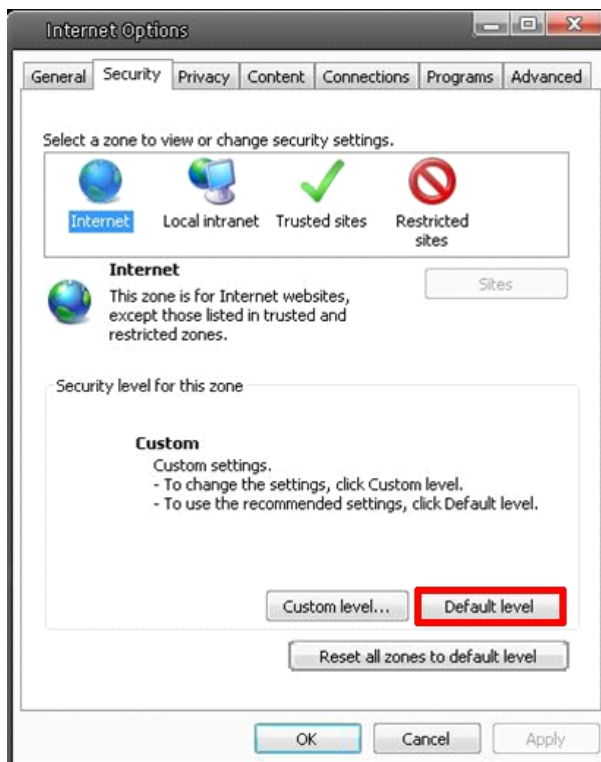 Internet Options
General Security Privacy Content Connections Programs Advanced
Select a zone to view or change security settings.
Internet Local intranet Trusted sites Restricted sites
Internet
Sites
This zone is for Internet websites,
except those listed in trusted and
restricted zones.
Security level for this zone
Custom
Custom settings.
- To change the settings, click Custom level.
- To use the recommended settings, click Default level.
Custom level... Default level
Reset all zones to default level
OK Cancel Apply